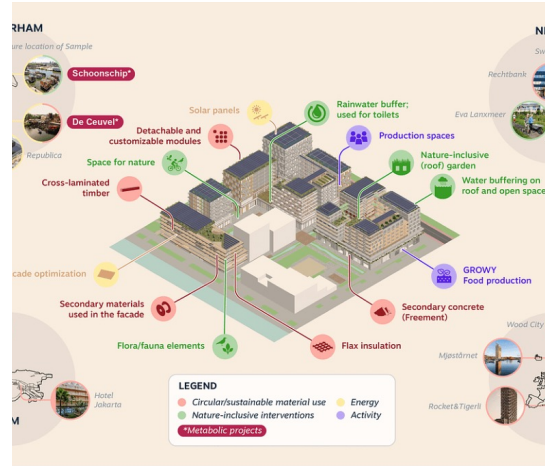 RHAM
ure location of Sample
Schoonschip*
De Ceuvel*
Republica
Solar panels
Detachable and
customizable modules
Space for nature
Cross-laminated
timber
cade optimization
Secondary materials
used in the facade
Flora/fauna elements
Rainwater buffer;
used for toilets
Production spaces
Nature-inclusive
(roof) garden
Water buffering on
roof and open space
GROWY
Food production
Secondary concrete
(Freement)
Flax insulation
NI
Sw
Rechtbank
Eva Lanxmeer
Wood City
Mjøstårnet
Rocket&Tigerli
Hotel
Jakarta
M
LEGEND
Circular/sustainable material use
Energy
Nature-inclusive interventions
Activity
*Metabolic projects